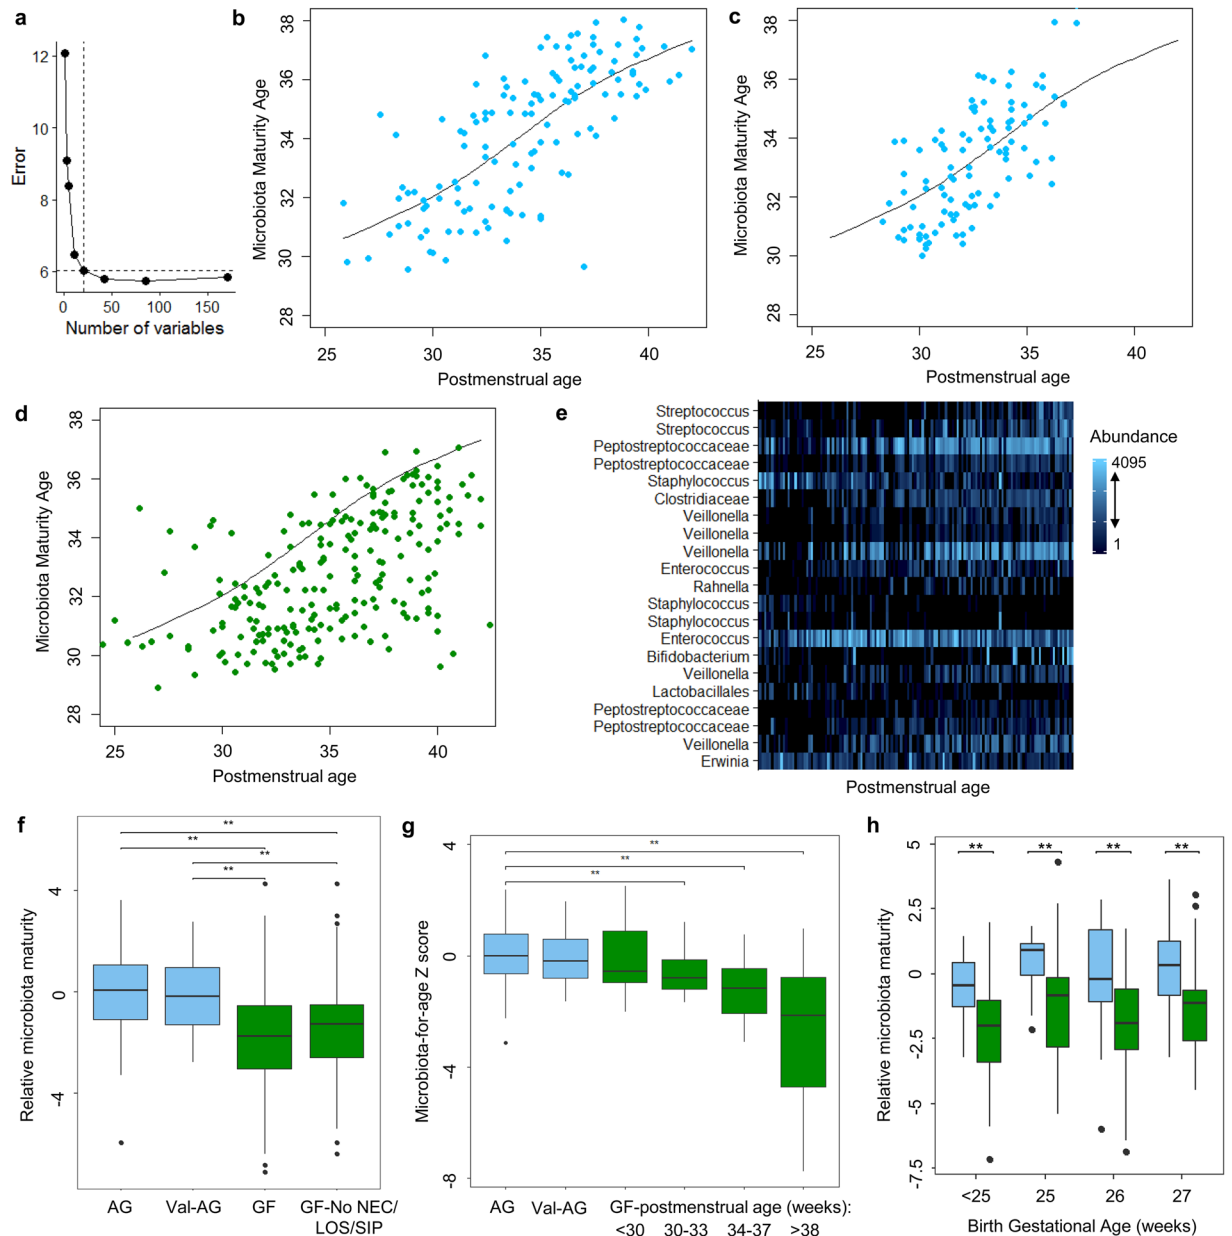 a
12
10
8
6
Error
0
50
100
150
Number of variables
b
38
36
34
32
30
28
Microbiota Maturity Age
25
30
35
40
Postmenstrual age
c
38
36
34
32
30
28
Microbiota Maturity Age
25
30
35
40
Postmenstrual age
d
38
36
34
32
30
28
Microbiota Maturity Age
25
30
35
40
Postmenstrual age
e
Streptococcus
Streptococcus
Peptostreptococcaceae
Peptostreptococcaceae
Staphylococcus
Clostridiaceae
Veillonella
Veillonella
Veillonella
Enterococcus
Rahnella
Staphylococcus
Staphylococcus
Enterococcus
Bifidobacterium
Veillonella
Lactobacillales
Peptostreptococcaceae
Peptostreptococcaceae
Veillonella
Erwinia
Postmenstrual age
Abundance
4095
1
f
**
**
**
**
4
0
-4
Relative microbiota maturity
AG
Val-AG
GF
GF-No NEC/
LOS/SIP
g
**
**
**
4
0
-4
-8
Microbiota-for-age Z score
AG
Val-AG
GF-postmenstrual age (weeks):
<30
30-33
34-37
>38
h
**
**
**
**
5
2.5
0
-2.5
-5
-7.5
Relative microbiota maturity
<25
25
26
27
Birth Gestational Age (weeks)